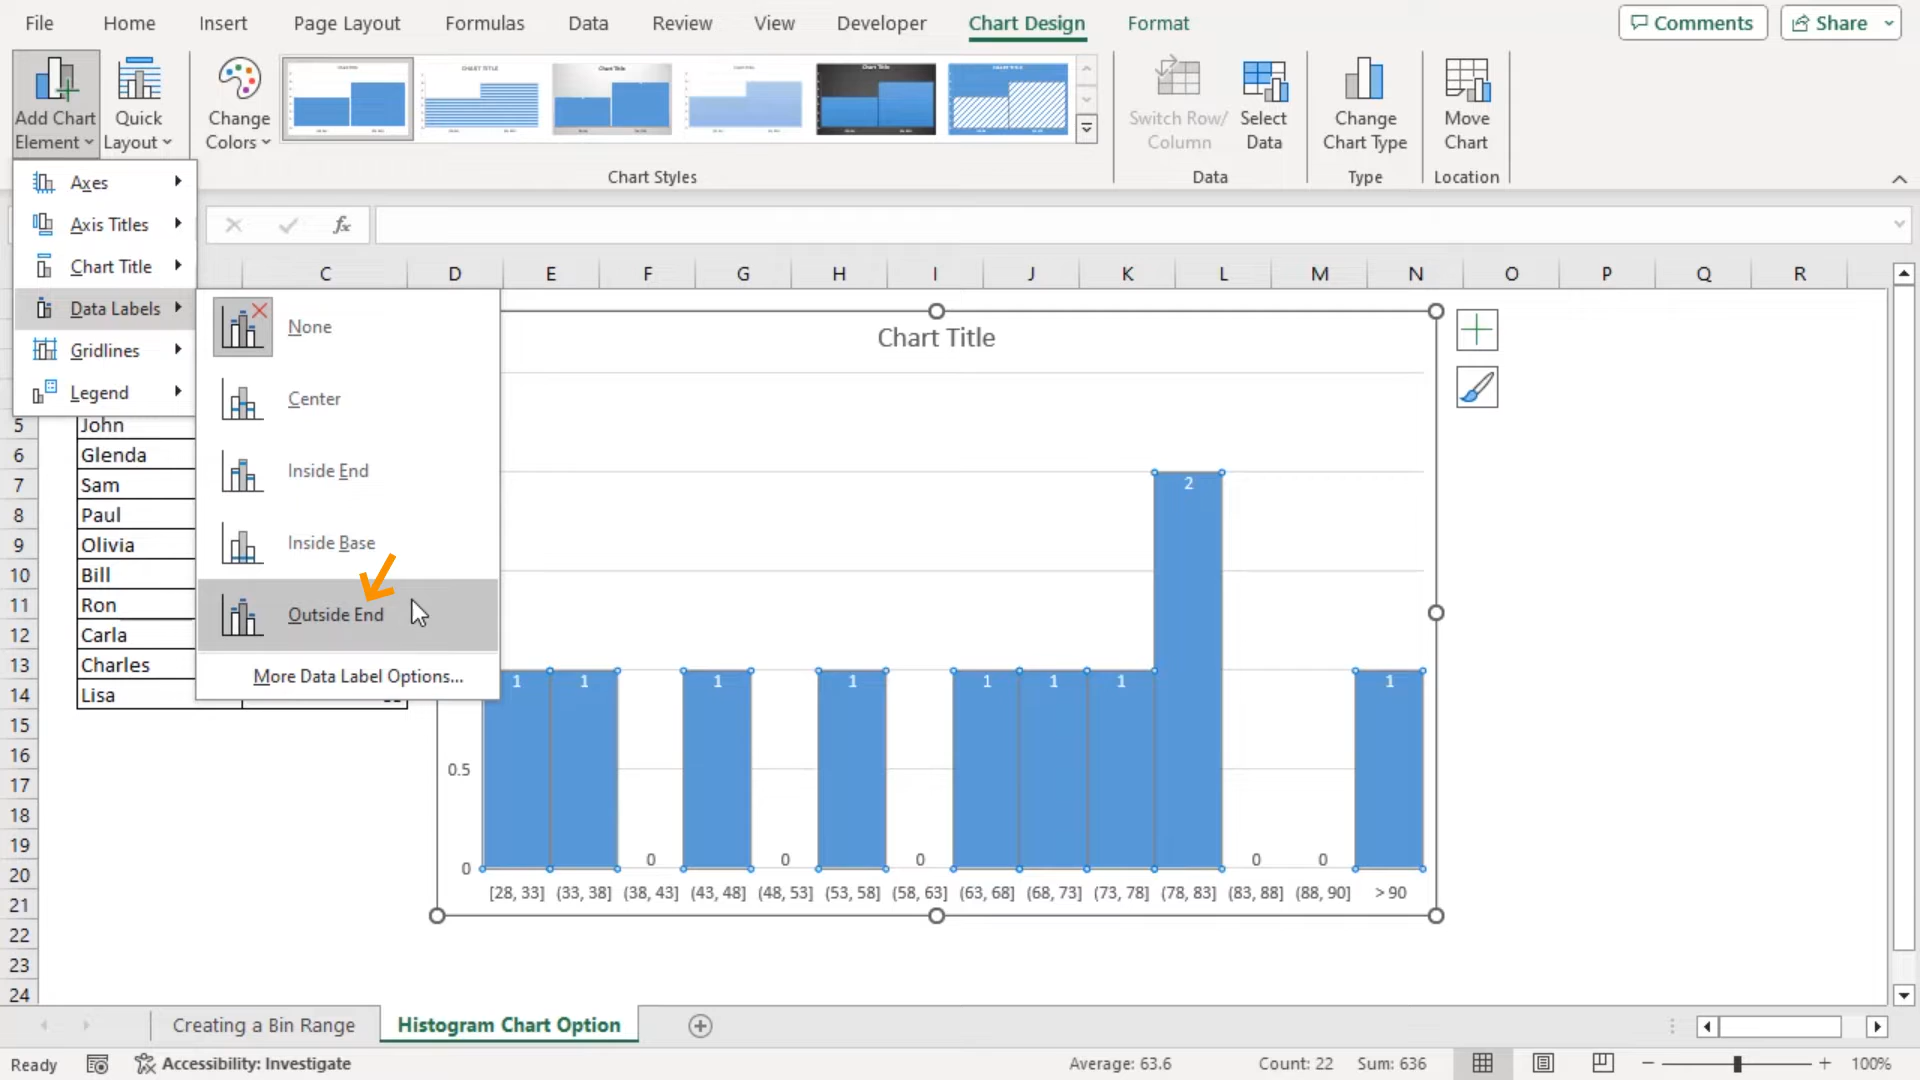 File Home Insert Page Layout Formulas Data Review View Developer Chart Design Format Comments Share
Add Chart Element
Quick Layout
Change Colors
Chart Styles
Switch Row/ Column
Select Data
Data
Change Chart Type
Type
Move Chart
Location
Axes
Axis Titles
Chart Title
Data Labels
Gridlines
Legend
None
Center
Inside End
Inside Base
Outside End
More Data Label Options...
fx
C D E F G H I J K L M N O P Q R
5 John
6 Glenda
7 Sam
8 Paul
9 Olivia
10 Bill
11 Ron
12 Carla
13 Charles
14 Lisa
15
16
17
18
19
20
21
22
23
24
Chart Title
2
1 1 1 1 1 1 1 1
0.5
0 0 0 0 0 0
[28, 33] (33, 38] (38, 43] (43, 48] (48, 53] (53, 58] (58, 63] (63, 68] (68, 73] (73, 78] (78, 83] (83, 88] (88, 90] > 90
Creating a Bin Range Histogram Chart Option
Ready Accessibility: Investigate Average: 63.6 Count: 22 Sum: 636 100%